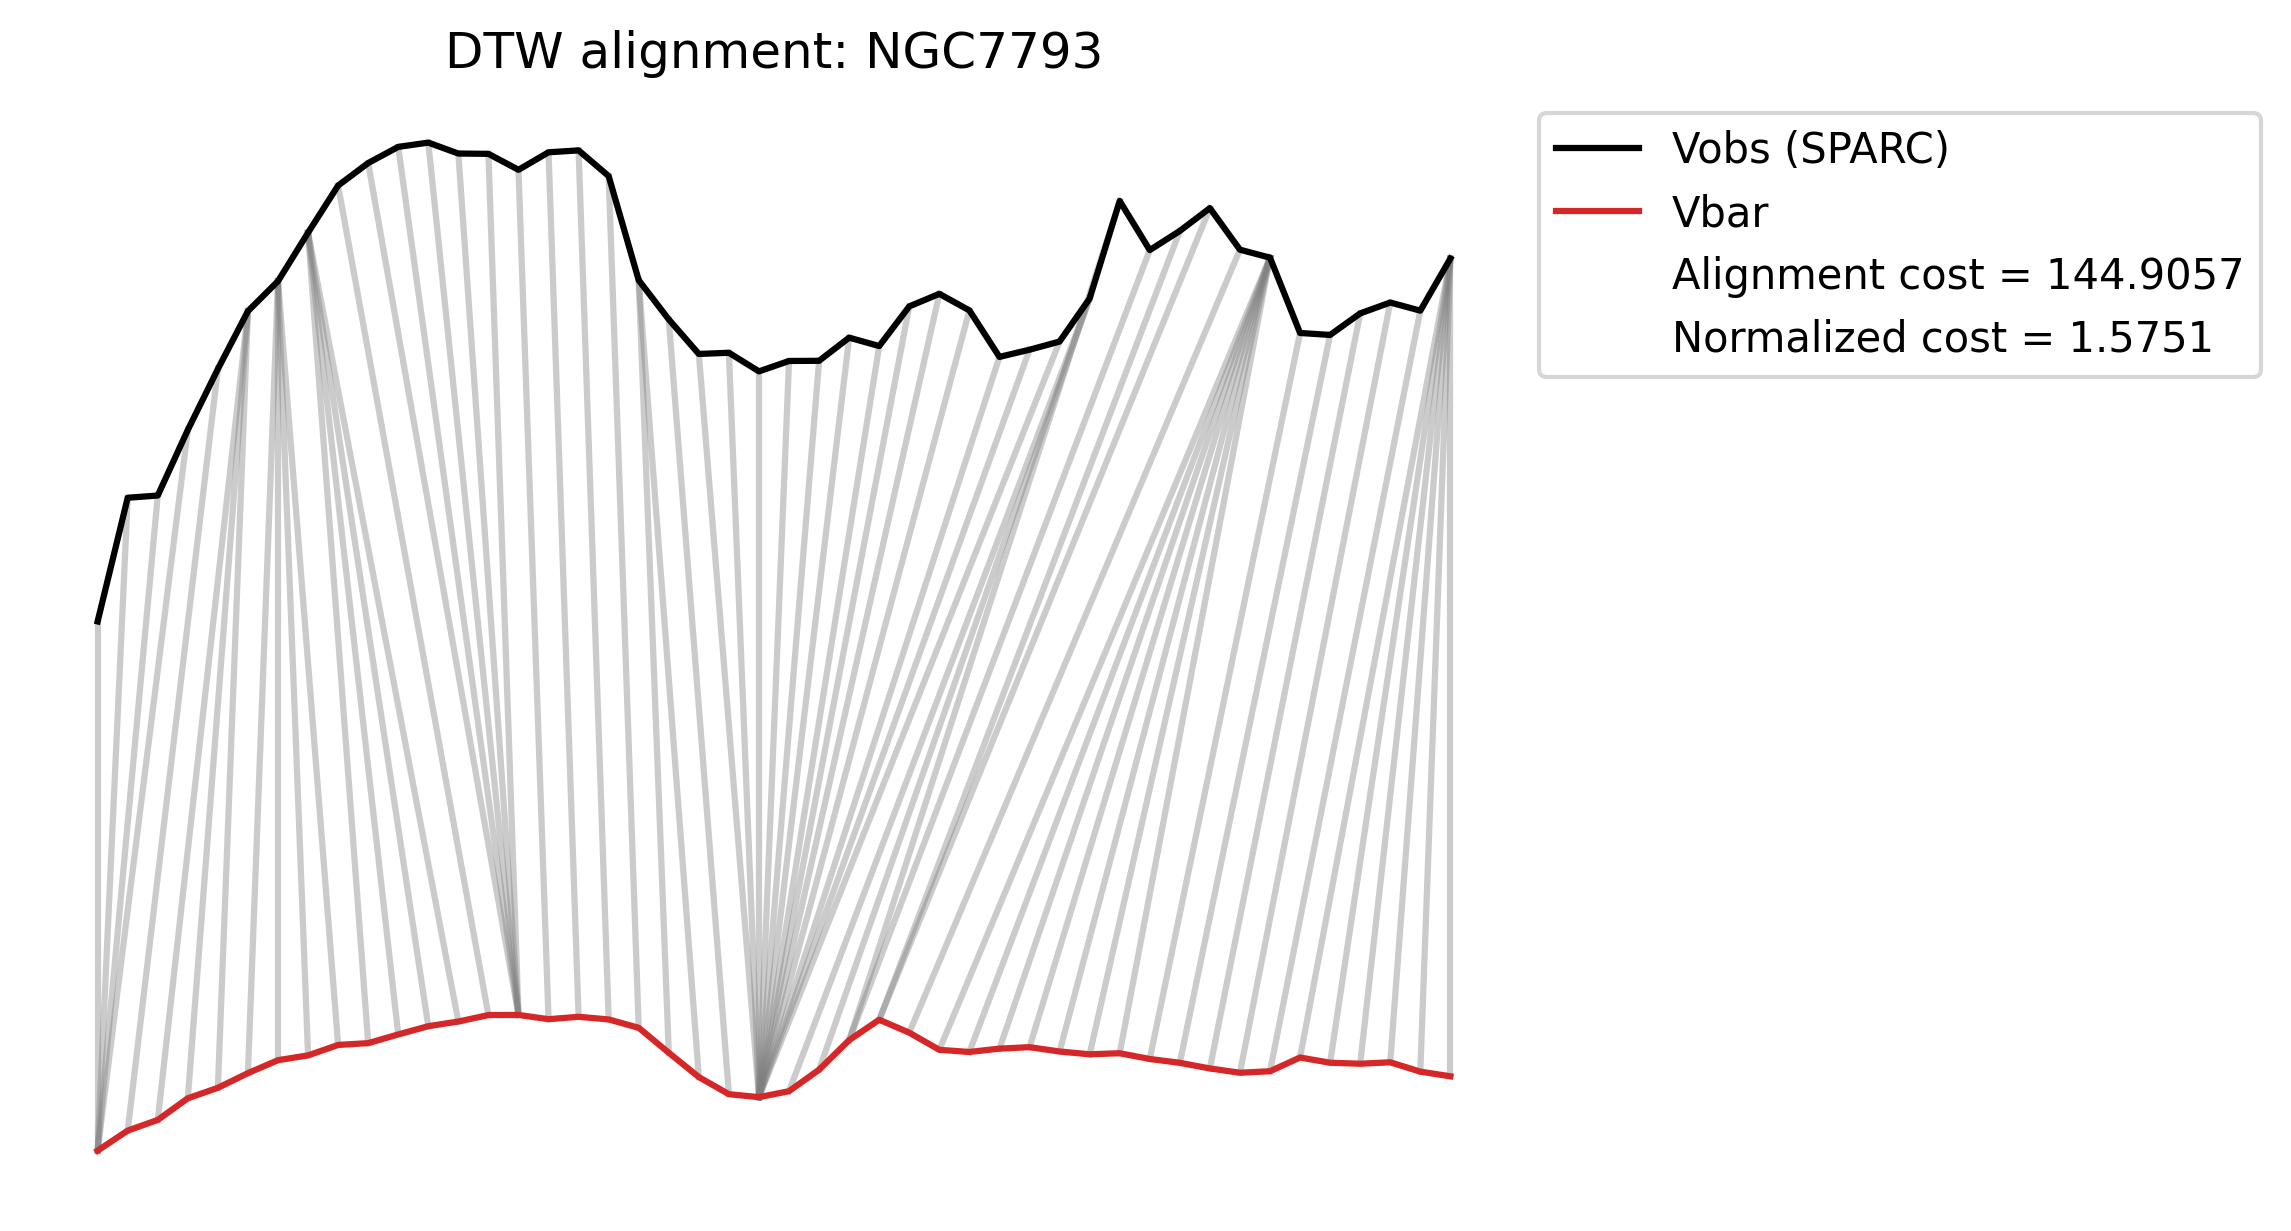 DTW alignment: NGC7793
Vobs (SPARC)
Vbar
Alignment cost = 144.9057
Normalized cost = 1.5751